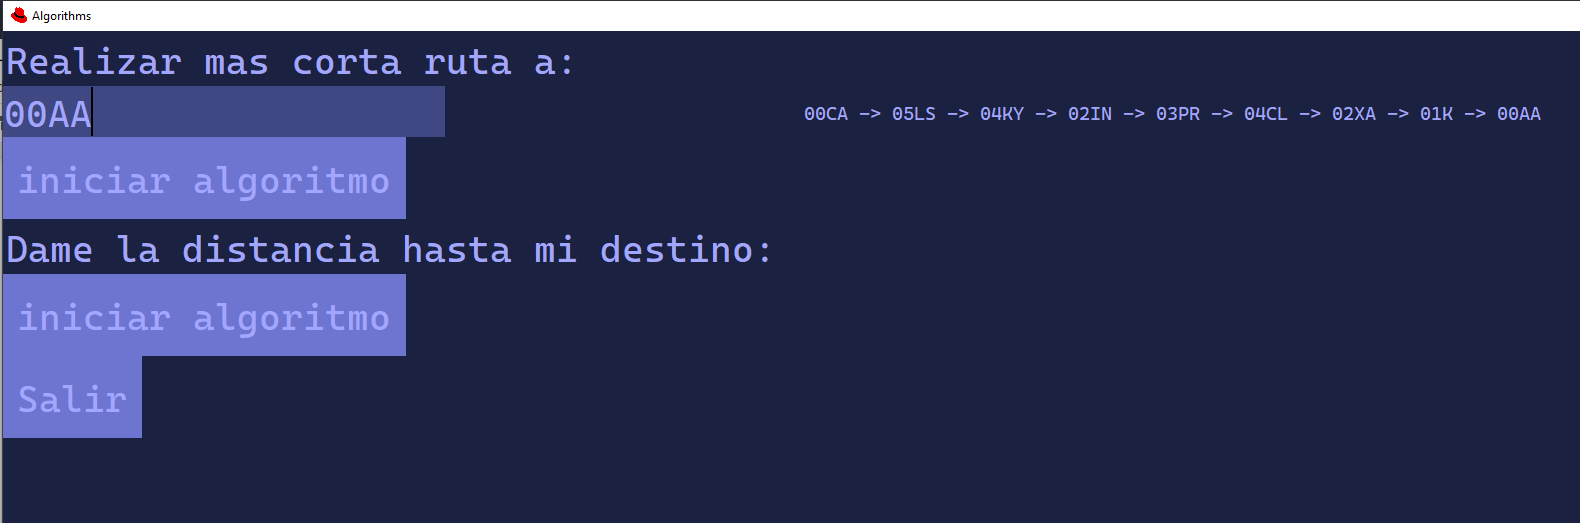 Algorithms
Realizar mas corta ruta a:
00AA
00CA -> 05LS -> 04KY -> 02IN -> 03PR -> 04CL -> 02XA -> 01K -> 00AA
iniciar algoritmo
Dame la distancia hasta mi destino:
iniciar algoritmo
Salir